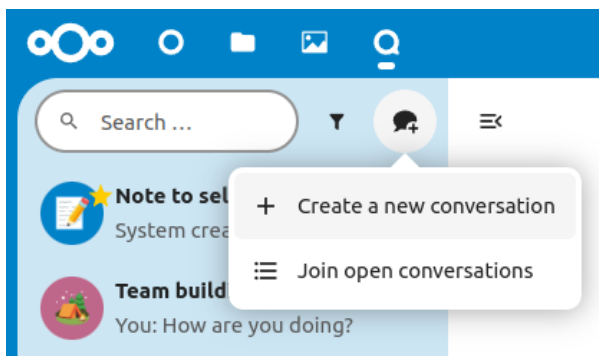 Search ...
Note to sel
System crea
Create a new conversation
Join open conversations
Team build
You: How are you doing?